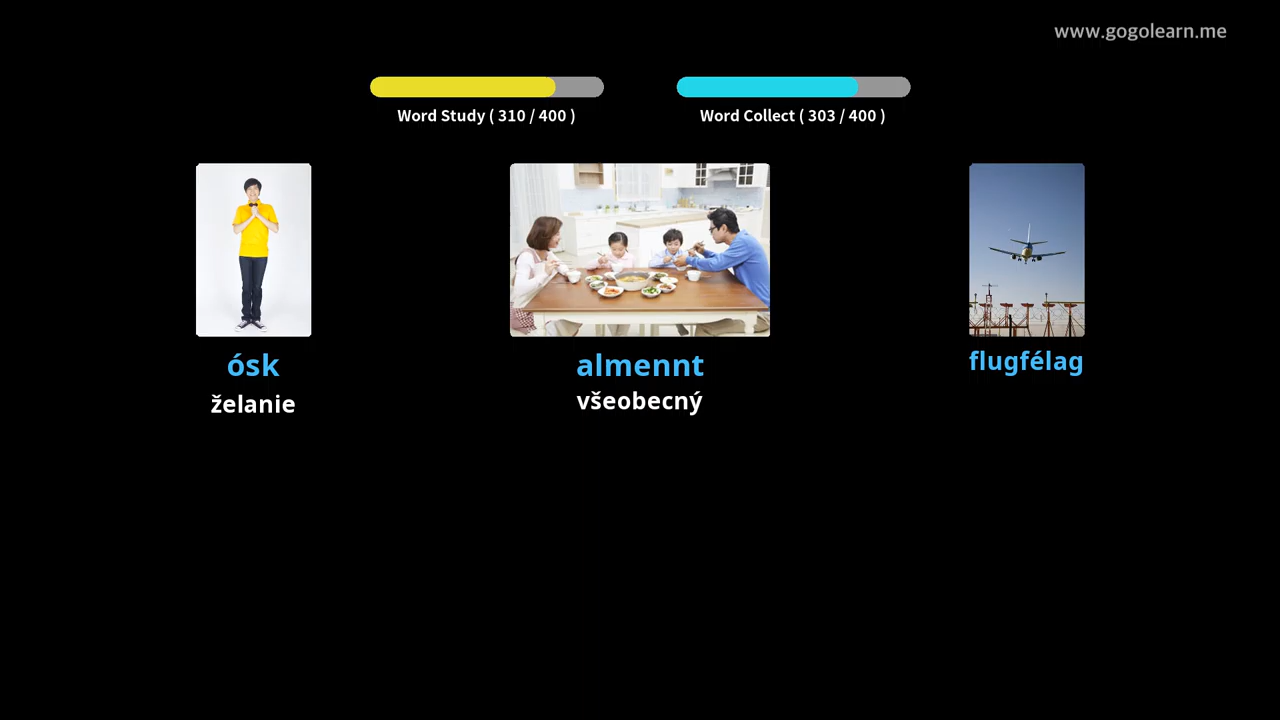 www.gogolearn.me
Word Study ( 310 / 400 )
Word Collect ( 303 / 400 )
ósk
želanie
almennt
všeobecný
flugfélag